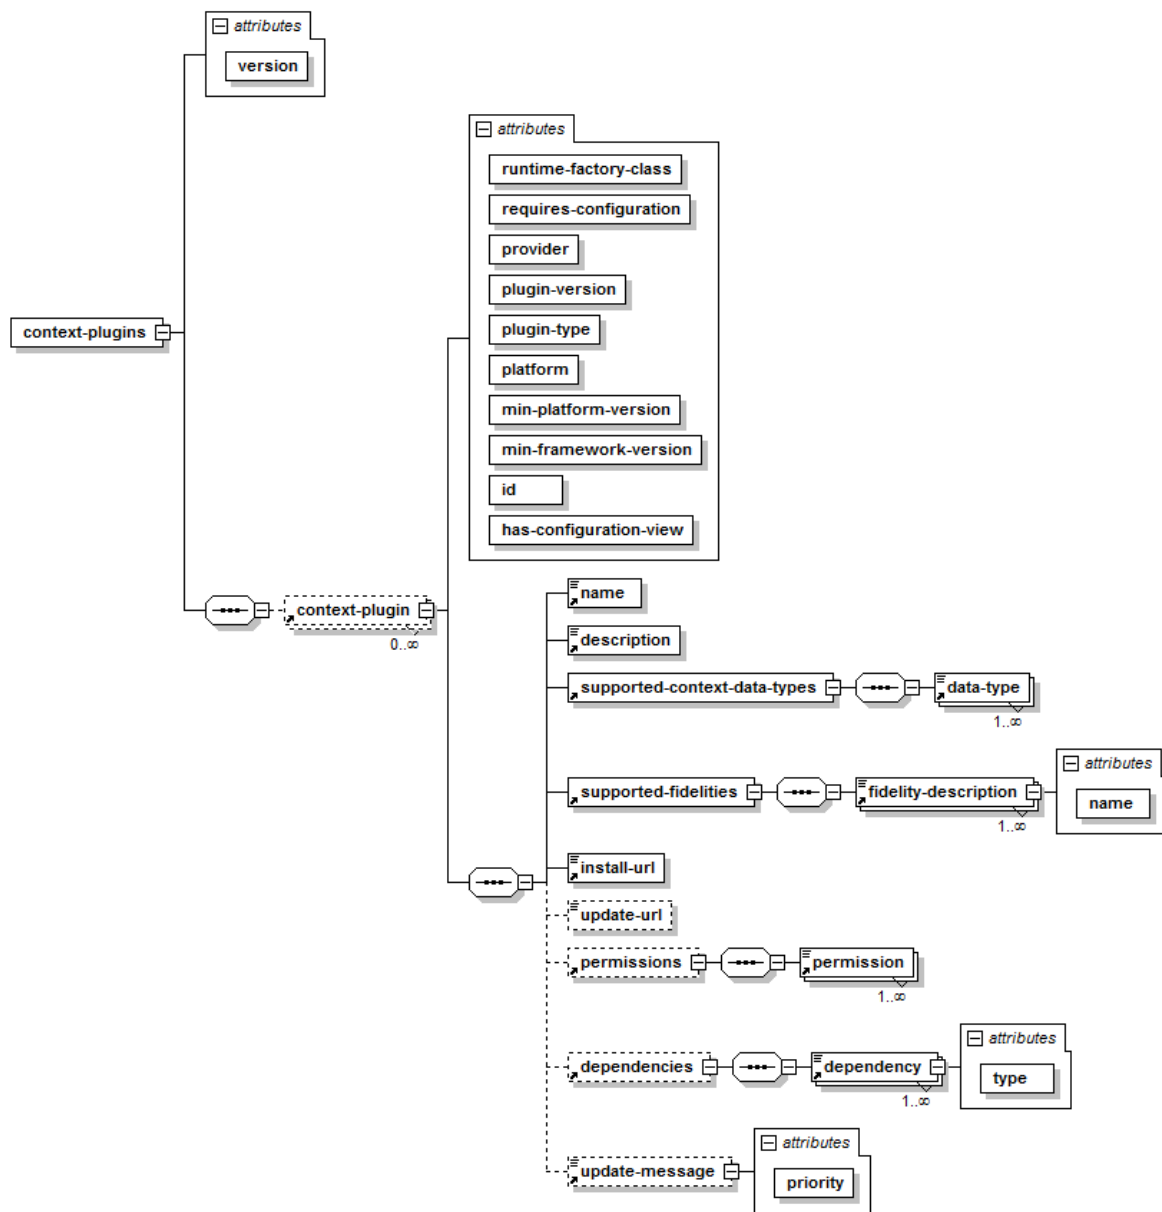 attributes
version
attributes
runtime-factory-class
requires-configuration
provider
plugin-version
plugin-type
platform
min-platform-version
min-framework-version
id
has-configuration-view
context-plugins
context-plugin
0..∞
name
description
supported-context-data-types
data-type
1..∞
attributes
supported-fidelities
fidelity-description
name
1..∞
install-url
update-url
permissions
permission
1..∞
attributes
dependencies
dependency
type
1..∞
attributes
update-message
priority